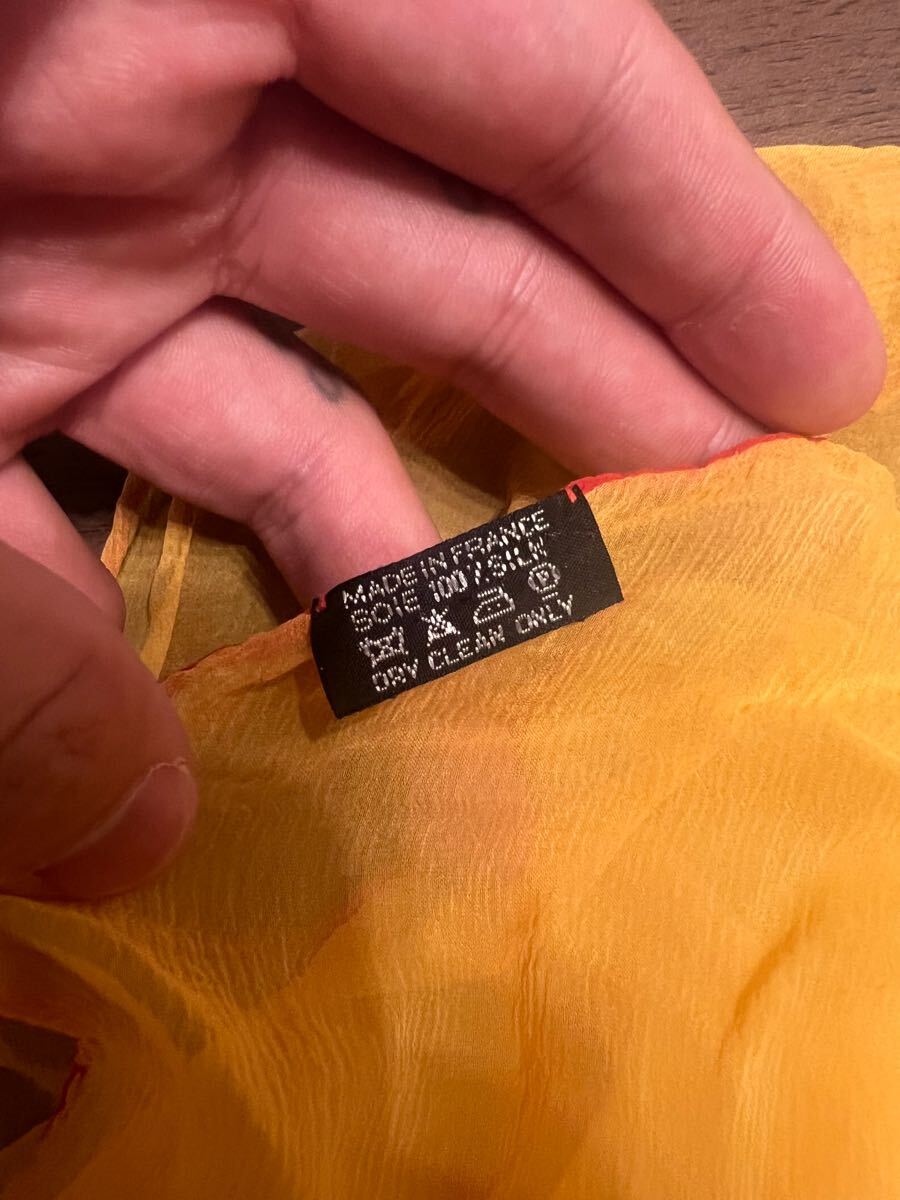 MADE IN FRANCE
SOIE 100% SILK
Ⓟ
DRY CLEAN ONLY